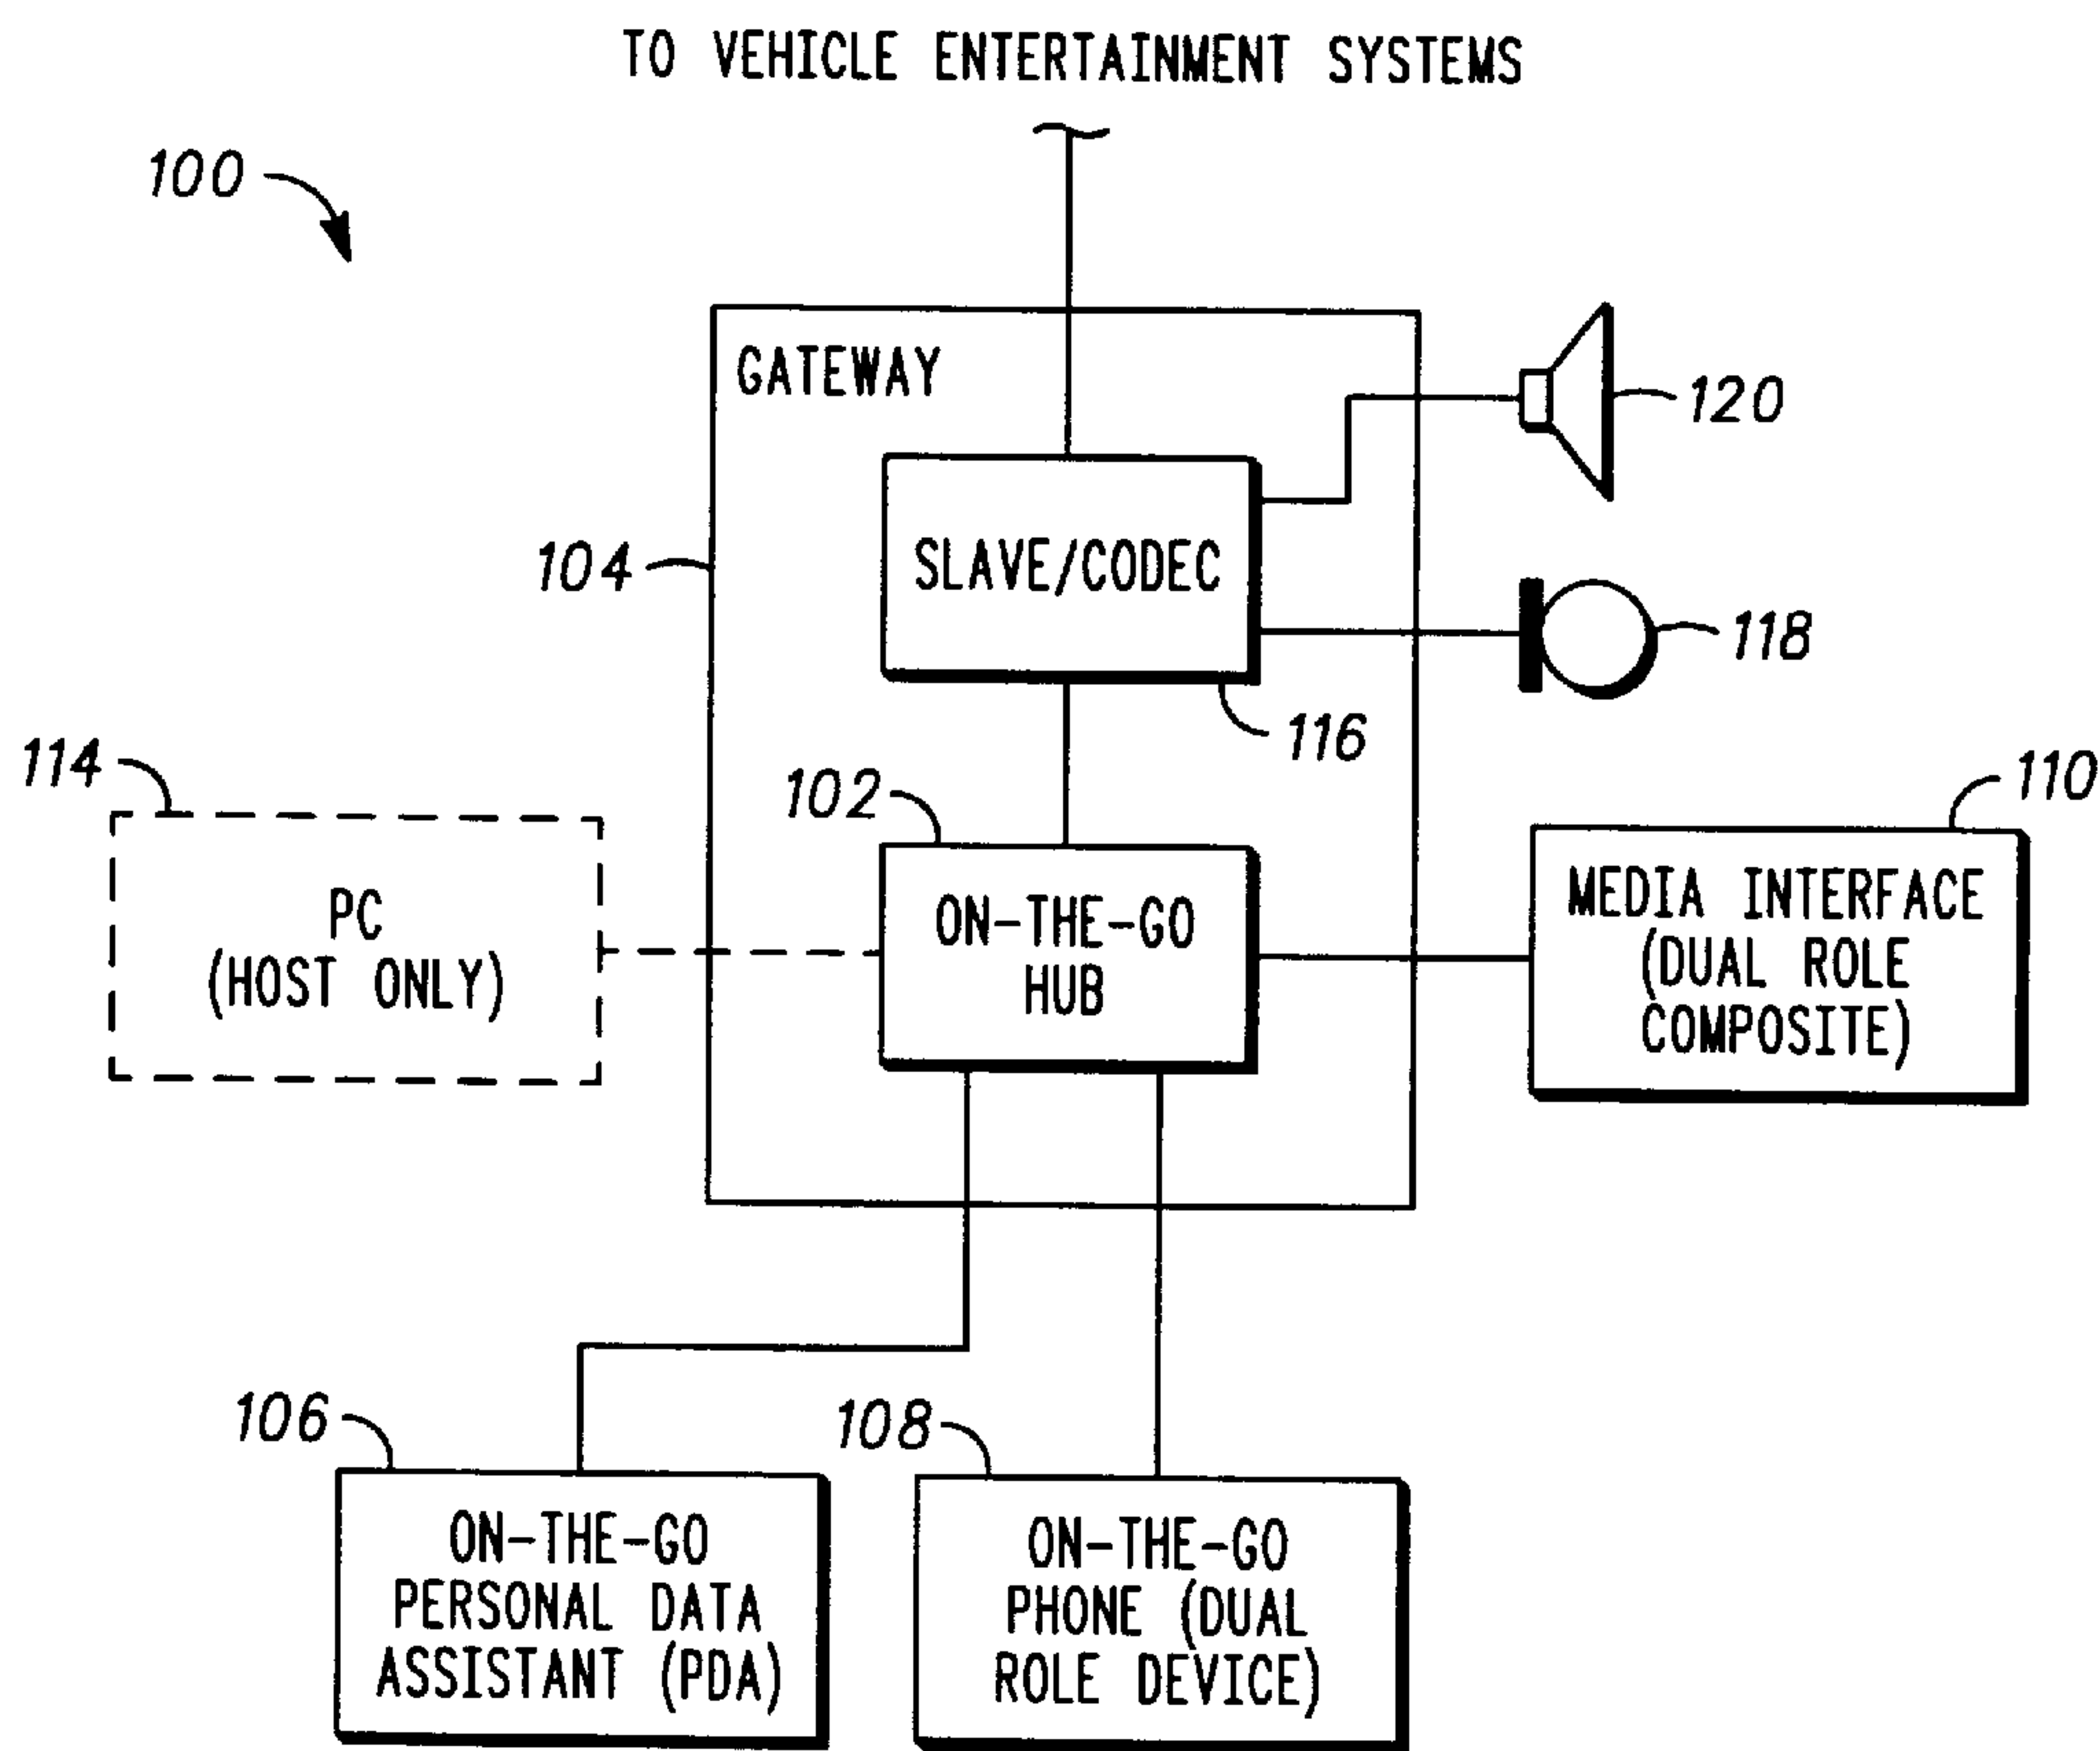 TO VEHICLE ENTERTAINMENT SYSTEMS
100
GATEWAY
120
SLAVE/CODEC
104
118
116
114
102
110
PC
(HOST ONLY)
ON-THE-GO
HUB
MEDIA INTERFACE
(DUAL ROLE
COMPOSITE)
106
108
ON-THE-GO
PERSONAL DATA
ASSISTANT (PDA)
ON-THE-GO
PHONE (DUAL
ROLE DEVICE)